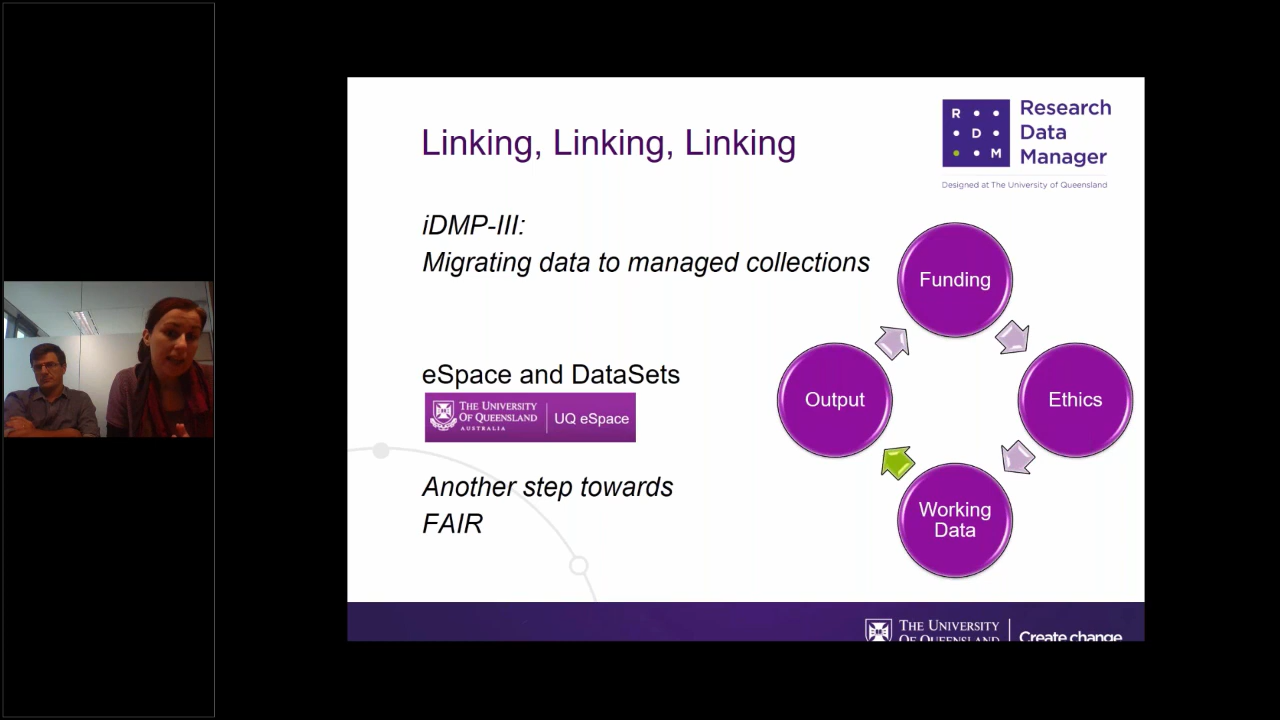 Linking, Linking, Linking
R
D
M
Research
Data
Manager
Designed at The University of Queensland
iDMP-III:
Migrating data to managed collections
eSpace and DataSets
THE UNIVERSITY
OF QUEENSLAND
AUSTRALIA
UQ eSpace
Another step towards
FAIR
Funding
Ethics
Working
Data
Output
THE UNIVERSITY
OF QUEENSLAND
Create change